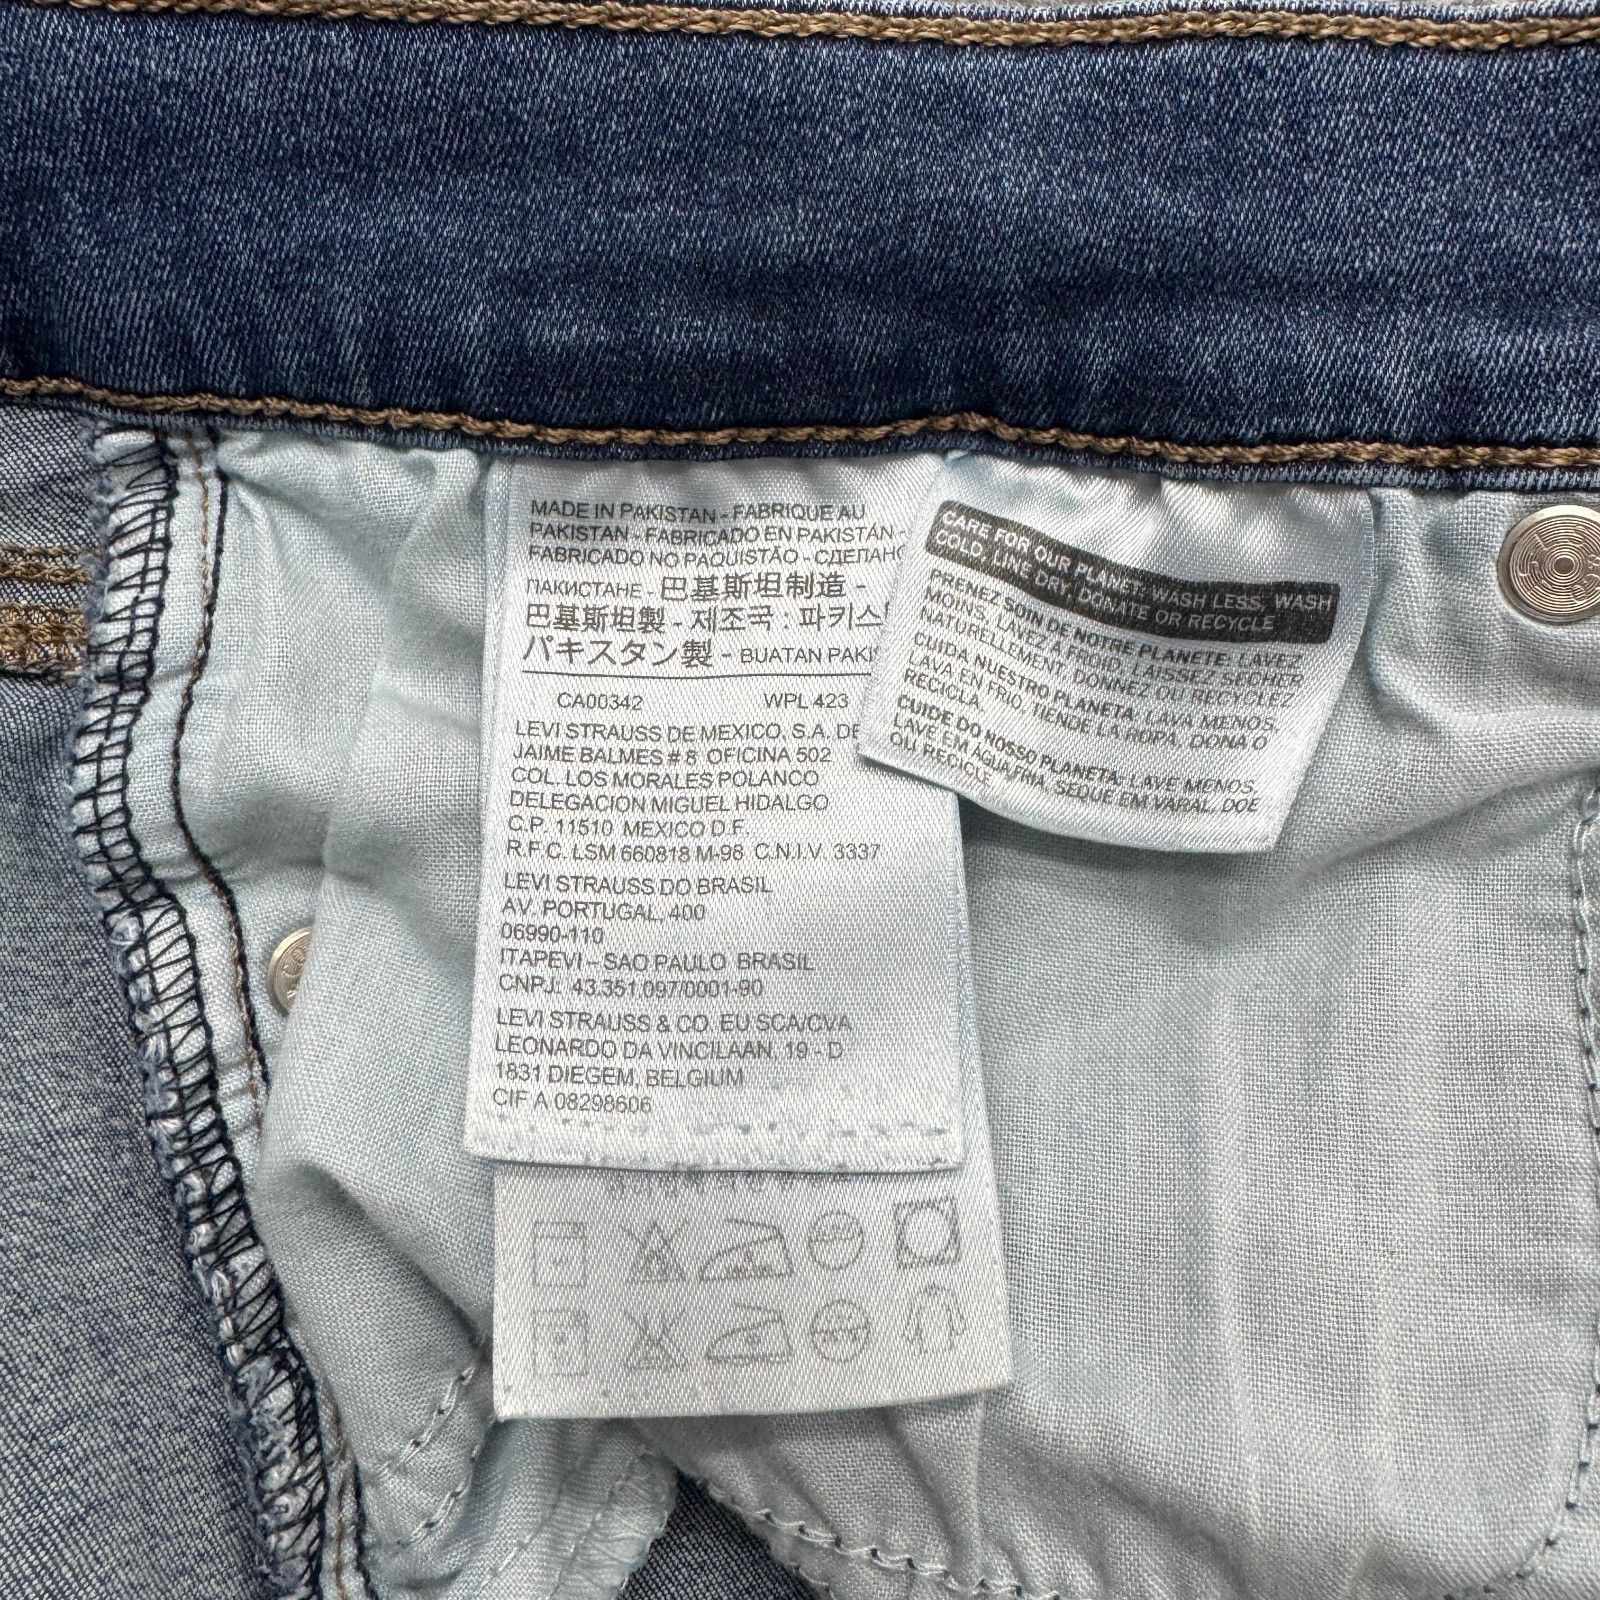 MADE IN PAKISTAN - FABRIQUE AU
PAKISTAN - FABRICADO EN PAKISTÁN -
FABRICADO NO PAQUISTÃO - СДЕЛАНО
ПАКИСТАНЕ - 巴基斯坦制造 -
巴基斯坦製 - 제조국 : 파키스
パキスタン製 - BUATAN PAKIS
CA00342 WPL 423
LEVI STRAUSS DE MEXICO, S.A. DE
JAIME BALMES # 8 OFICINA 502
COL. LOS MORALES POLANCO
DELEGACION MIGUEL HIDALGO
C.P. 11510 MEXICO D.F.
R.F.C. LSM 660818 M-98 C.N.I.V. 3337
LEVI STRAUSS DO BRASIL
AV. PORTUGAL, 400
06990-110
ITAPEVI – SAO PAULO BRASIL
CNPJ: 43.351.097/0001-90
LEVI STRAUSS & CO. EU SCA/CVA
LEONARDO DA VINCILAAN, 19 - D
1831 DIEGEM, BELGIUM
CIF A 08298606
CARE FOR OUR PLANET: WASH LESS, WASH
COLD, LINE DRY, DONATE OR RECYCLE
PRENEZ SOIN DE NOTRE PLANETE: LAVEZ
MOINS, LAVEZ A FROID, LAISSEZ SECHER
NATURELLEMENT, DONNEZ OU RECYCLEZ
CUIDA NUESTRO PLANETA: LAVA MENOS,
LAVA EN FRIO, TIENDE LA ROPA, DONA O
RECICLA.
CUIDE DO NOSSO PLANETA: LAVE MENOS,
LAVE EM AGUA FRIA, SEQUE EM VARAL, DOE
OU RECICLE.